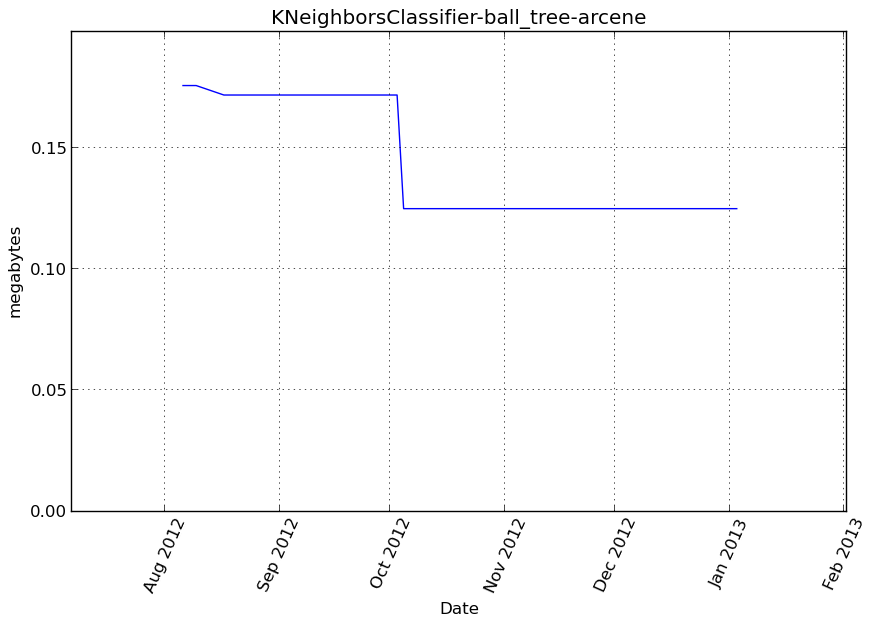 KNeighborsClassifier-ball_tree-arcene
megabytes
0.15
0.10
0.05
0.00
Aug 2012
Sep 2012
Oct 2012
Nov 2012
Dec 2012
Jan 2013
Feb 2013
Date